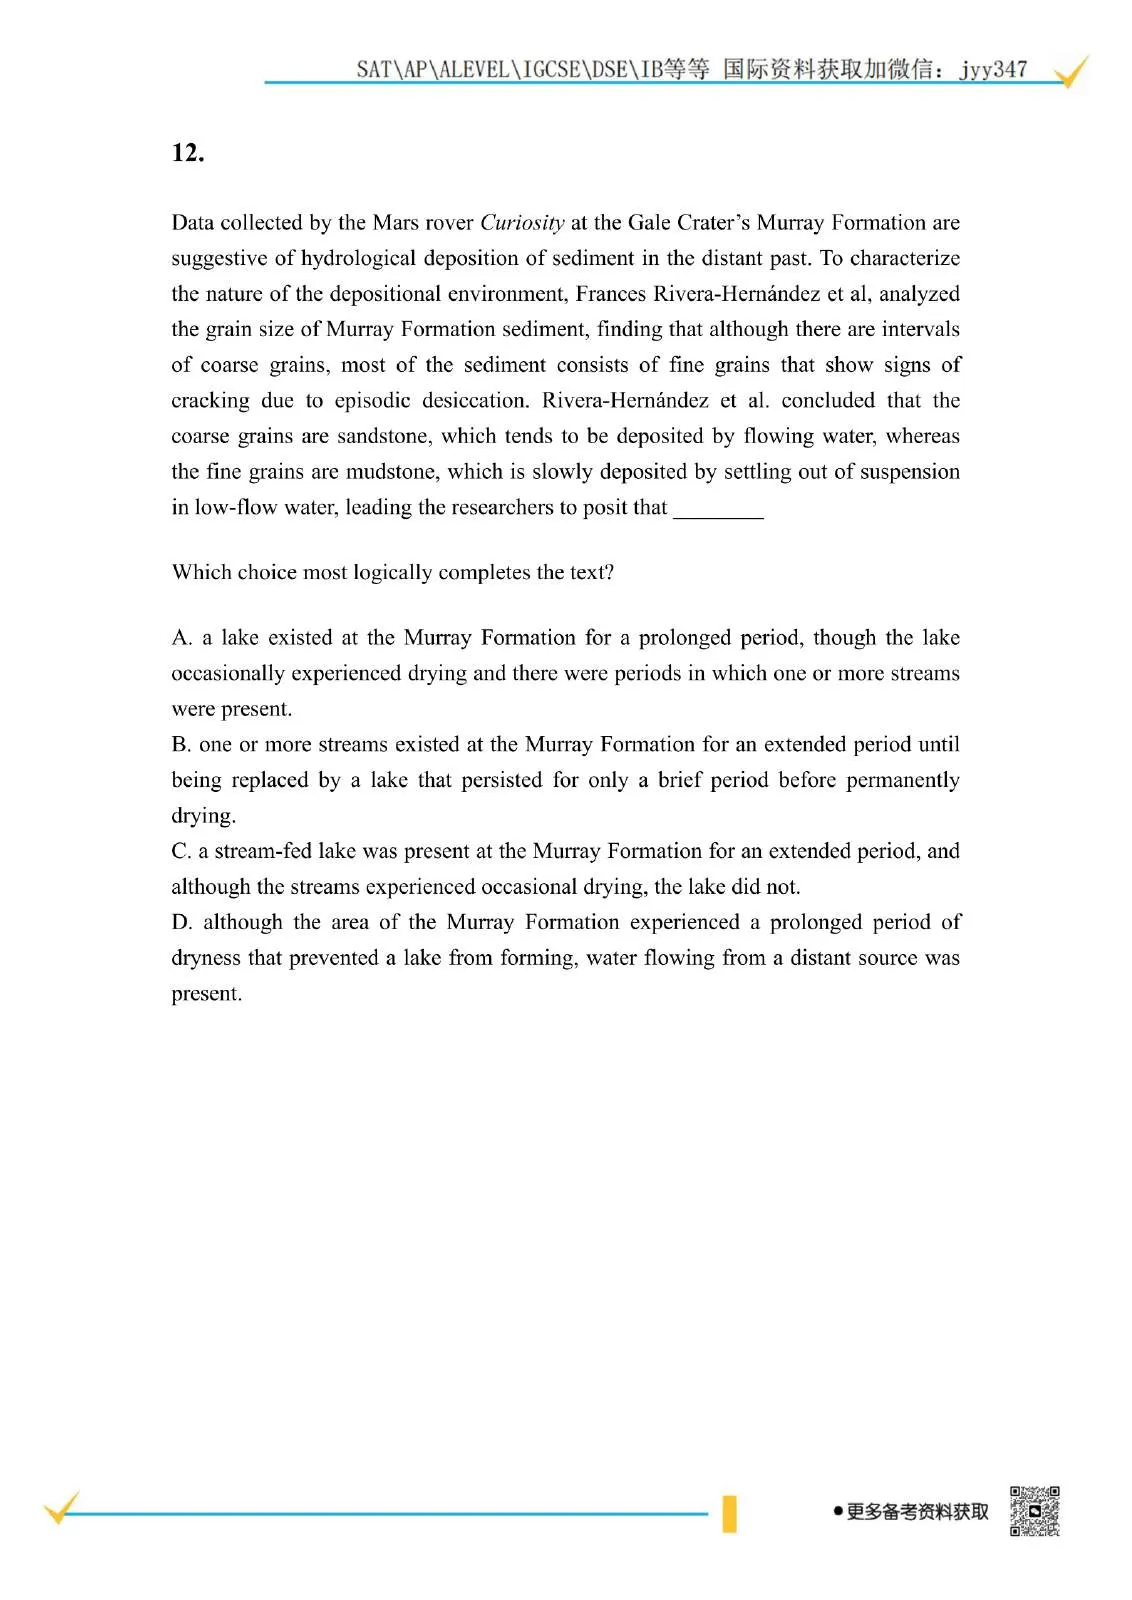 SAT\AP\ALEVEL\IGCSE\DSE\IB等等 国际资料获取加微信：jyy347
12.
Data collected by the Mars rover Curiosity at the Gale Crater’s Murray Formation are
suggestive of hydrological deposition of sediment in the distant past. To characterize
the nature of the depositional environment, Frances Rivera-Hernández et al, analyzed
the grain size of Murray Formation sediment, finding that although there are intervals
of coarse grains, most of the sediment consists of fine grains that show signs of
cracking due to episodic desiccation. Rivera-Hernández et al. concluded that the
coarse grains are sandstone, which tends to be deposited by flowing water, whereas
the fine grains are mudstone, which is slowly deposited by settling out of suspension
in low-flow water, leading the researchers to posit that ________
Which choice most logically completes the text?
A. a lake existed at the Murray Formation for a prolonged period, though the lake
occasionally experienced drying and there were periods in which one or more streams
were present.
B. one or more streams existed at the Murray Formation for an extended period until
being replaced by a lake that persisted for only a brief period before permanently
drying.
C. a stream-fed lake was present at the Murray Formation for an extended period, and
although the streams experienced occasional drying, the lake did not.
D. although the area of the Murray Formation experienced a prolonged period of
dryness that prevented a lake from forming, water flowing from a distant source was
present.
●更多备考资料获取